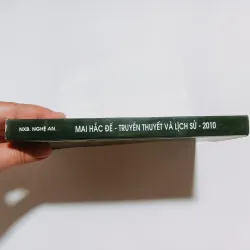 NXB. NGHỆ AN MAI HẮC ĐẾ - TRUYỀN THUYẾT VÀ LỊCH SỬ - 2010